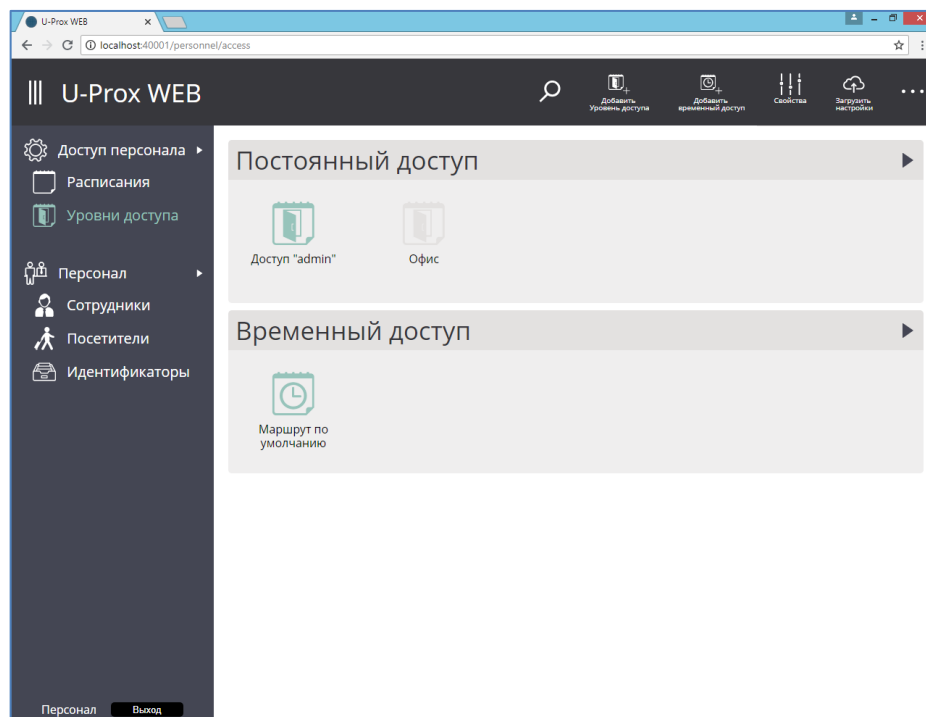 U-Prox WEB
localhost:40001/personnel/access
U-Prox WEB
Добавить
Уровень доступа
Добавить
временный доступ
Свойства
Загрузить
настройки
Доступ персонала
Расписания
Уровни доступа
Персонал
Сотрудники
Посетители
Идентификаторы
Постоянный доступ
Доступ "admin"
Офис
Временный доступ
Маршрут по
умолчанию
Персонал
Выход